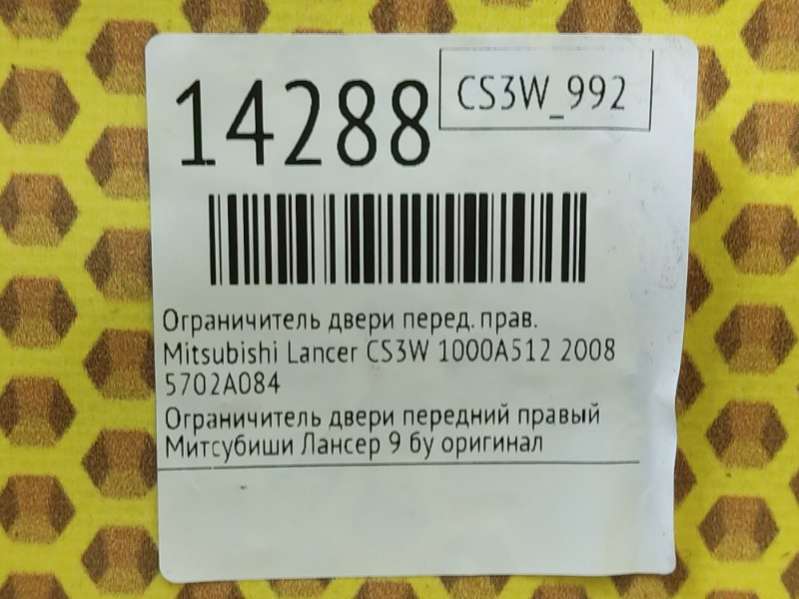 14288
CS3W_992
Ограничитель двери перед. прав.
Mitsubishi Lancer CS3W 1000A512 2008
5702A084
Ограничитель двери передний правый
Митсубиши Лансер 9 бу оригинал